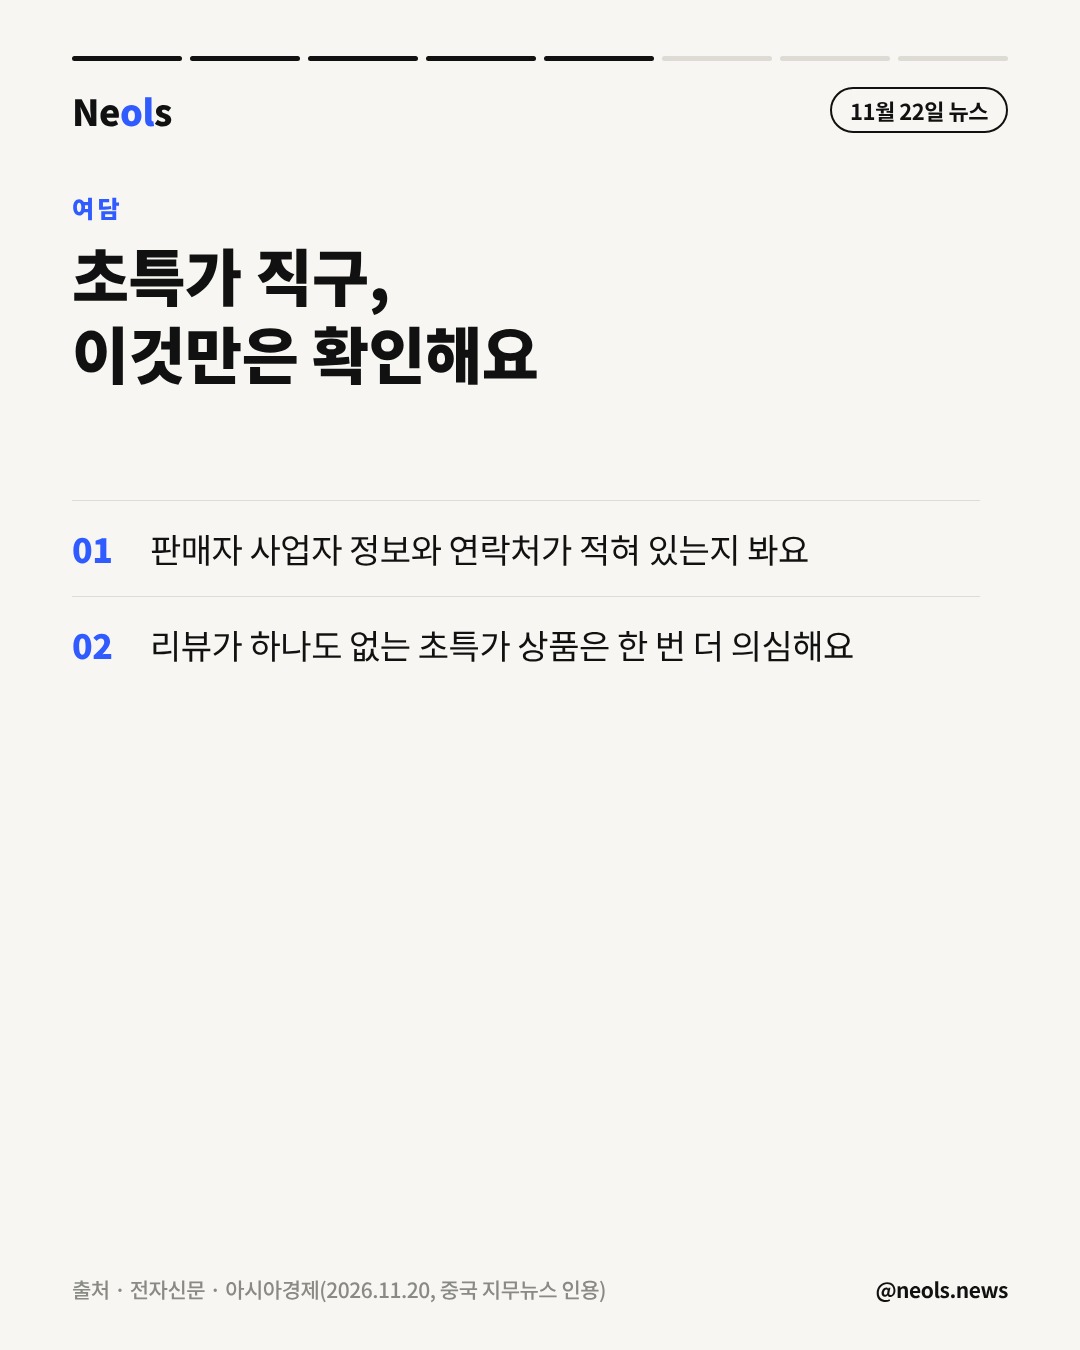 Neols
11월 22일 뉴스
여담
초특가 직구,
이것만은 확인해요
01 판매자 사업자 정보와 연락처가 적혀 있는지 봐요
02 리뷰가 하나도 없는 초특가 상품은 한 번 더 의심해요
출처 · 전자신문 · 아시아경제(2026.11.20, 중국 지무뉴스 인용)
@neols.news